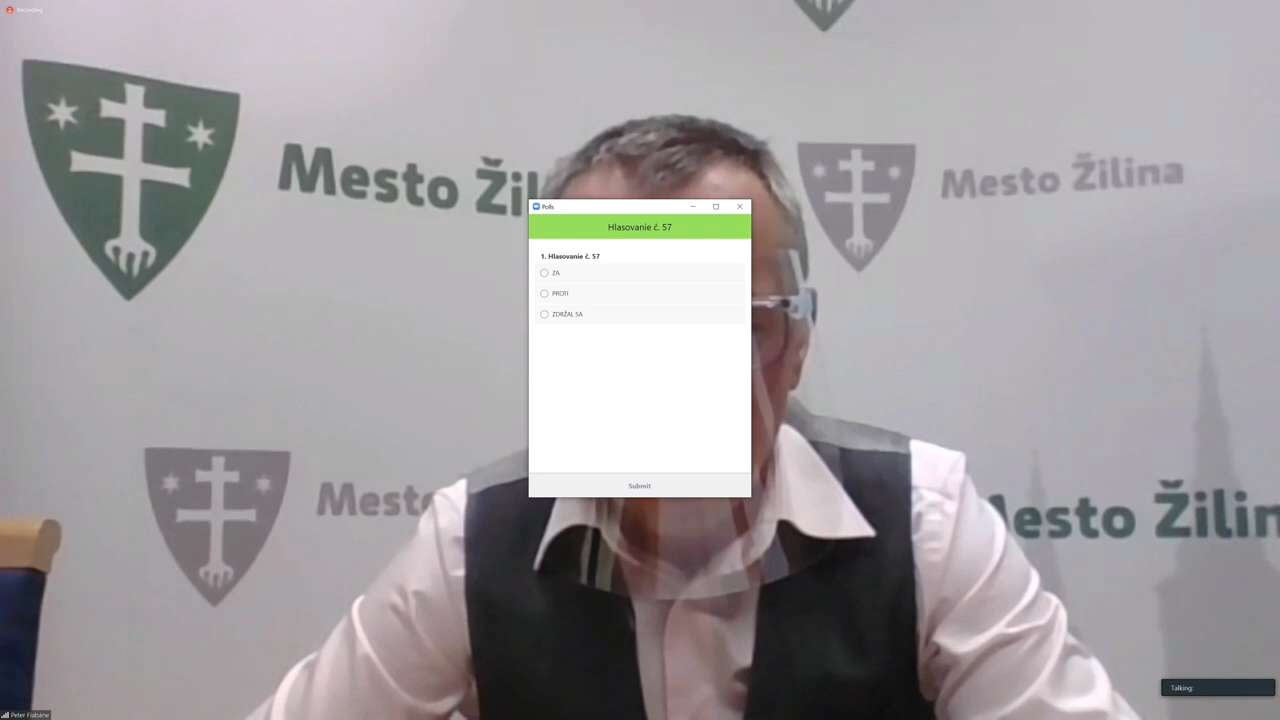 Recording
Mesto Žil
Mesto Žilina
Polls
Hlasovanie č. 57
1. Hlasovanie č. 57
ZA
PROTI
ZDRŽAL SA
Submit
Mesto
Mesto Žilin
Talking:
Peter Fiabáne